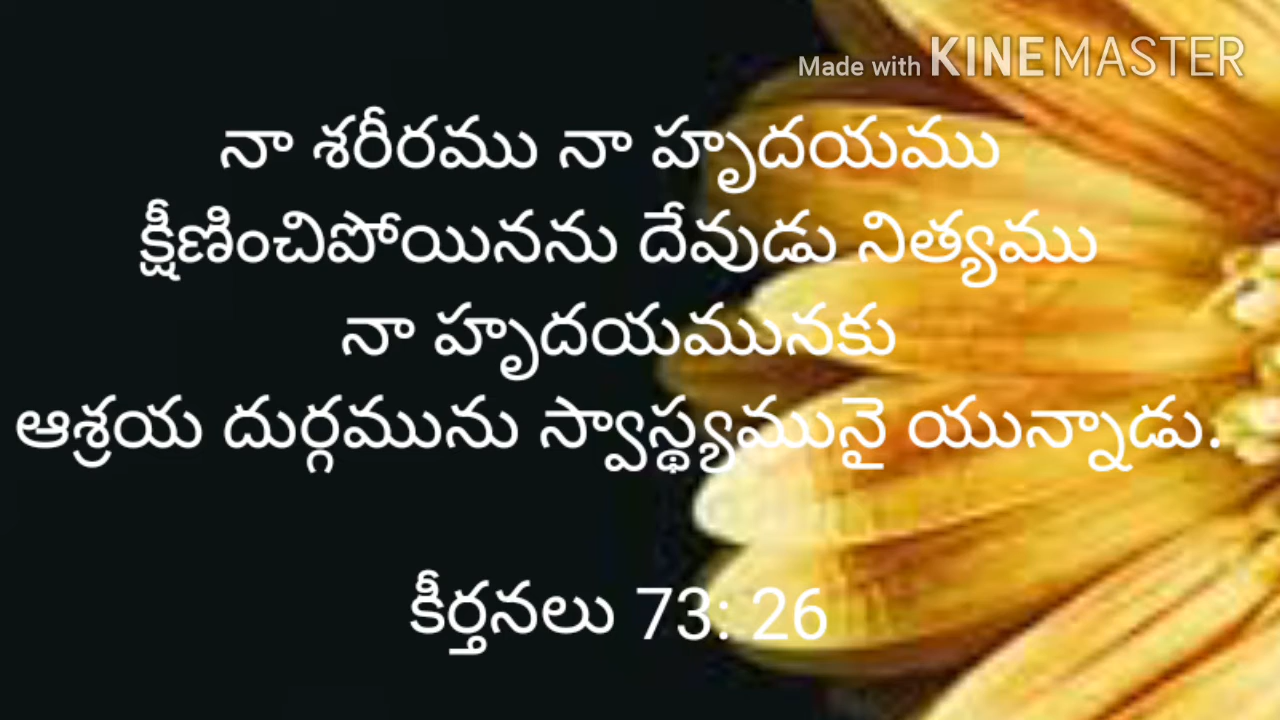 Made with KINEMASTER
నా శరీరము నా హృదయము
క్షీణించిపోయినను దేవుడు నిత్యము
నా హృదయమునకు
ఆశ్రయ దుర్గమును స్వాస్థ్యమునై యున్నాడు.
కీర్తనలు 73: 26